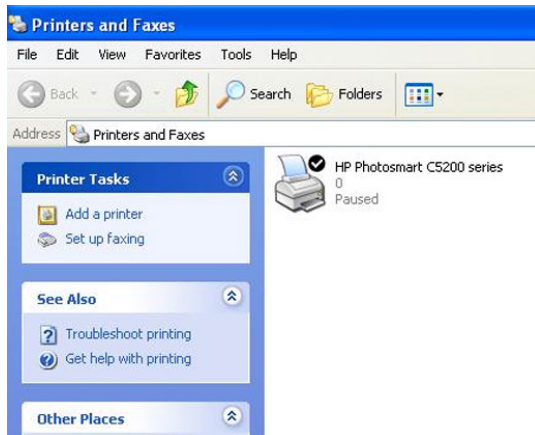 Printers and Faxes
File Edit View Favorites Tools Help
Back Search Folders
Address Printers and Faxes
Printer Tasks
Add a printer
Set up faxing
See Also
Troubleshoot printing
Get help with printing
Other Places
HP Photosmart C5200 series
0
Paused